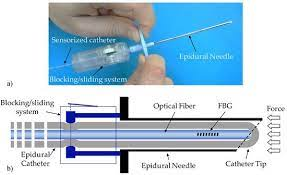 Sensorized catheter
Blocking/sliding system
Epidural Needle
a)
Blocking/sliding
system
Optical Fiber
FBG
Force
Epidural
Catheter
Epidural Needle
Catheter Tip
b)